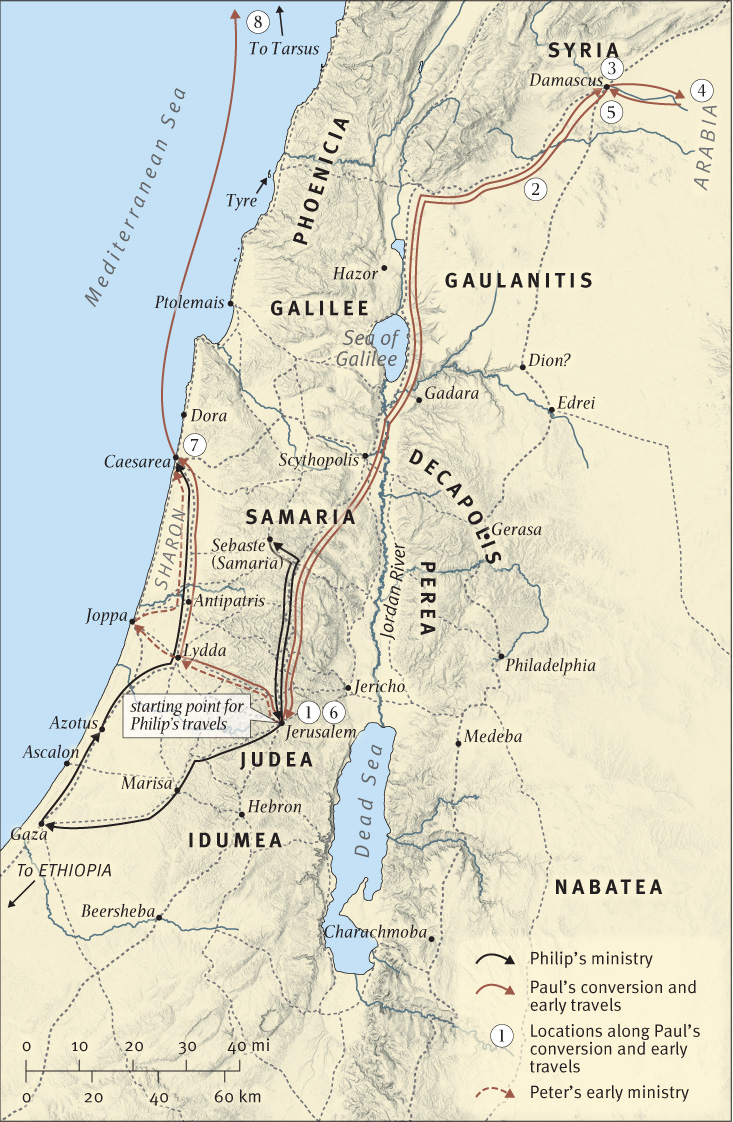 8
To Tarsus
SYRIA
3
Damascus
4
5
ARABIA
Mediterranean Sea
PHOENICIA
2
Tyre
Hazor
GAULANITIS
Ptolemais
GALILEE
Sea of
Galilee
Dion?
Gadara
Edrei
Dora
7
Caesarea
Scythopolis
DECAPOLIS
SAMARIA
Sebaste
(Samaria)
Gerasa
SHARON
Jordan River
PEREA
Antipatris
Joppa
Lydda
Philadelphia
Jericho
starting point for
Philip's travels
1 6
Jerusalem
Azotus
Medeba
Ascalon
JUDEA
Dead Sea
Marisa
Hebron
Gaza
IDUMEA
To ETHIOPIA
NABATEA
Beersheba
Charachmoba
Philip's ministry
Paul's conversion and
early travels
1
Locations along Paul's
conversion and early
travels
Peter's early ministry
0 10 20 30 40 mi
0 20 40 60 km